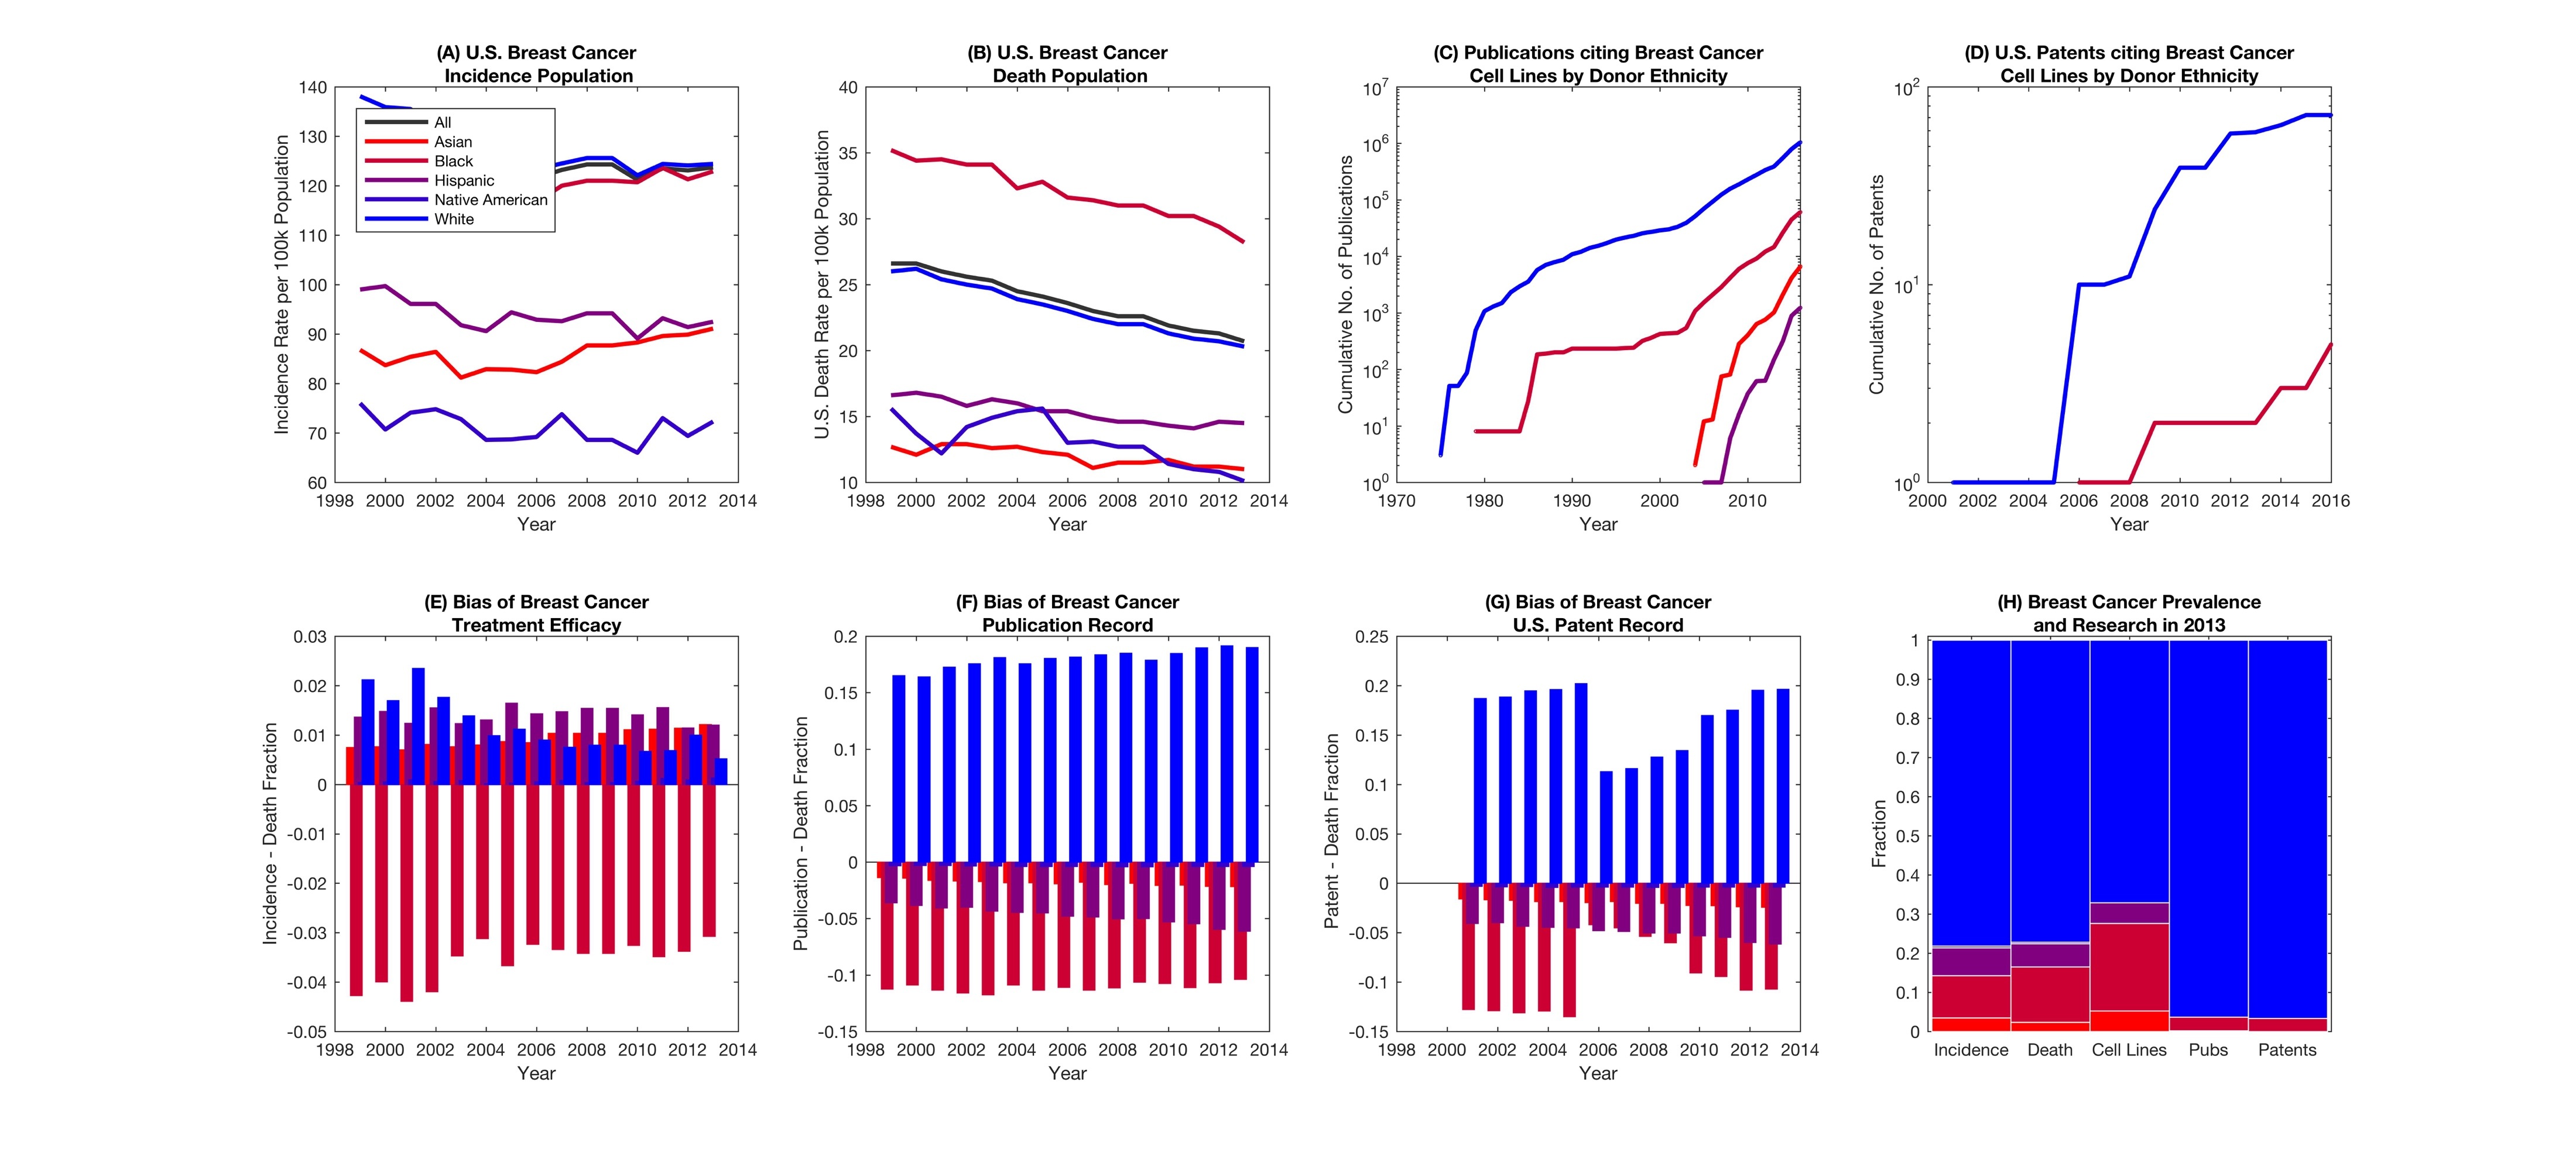 (A) U.S. Breast Cancer
Incidence Population
140
130
120
110
100
90
80
70
60
1998 2000 2002 2004 2006 2008 2010 2012 2014
Year
Incidence Rate per 100k Population
All
Asian
Black
Hispanic
Native American
White
(B) U.S. Breast Cancer
Death Population
40
35
30
25
20
15
10
1998 2000 2002 2004 2006 2008 2010 2012 2014
Year
U.S. Death Rate per 100k Population
(C) Publications citing Breast Cancer
Cell Lines by Donor Ethnicity
10^7
10^6
10^5
10^4
10^3
10^2
10^1
10^0
1970 1980 1990 2000 2010
Year
Cumulative No. of Publications
(D) U.S. Patents citing Breast Cancer
Cell Lines by Donor Ethnicity
10^2
10^1
10^0
2000 2002 2004 2006 2008 2010 2012 2014 2016
Year
Cumulative No. of Patents
(E) Bias of Breast Cancer
Treatment Efficacy
0.03
0.02
0.01
0
-0.01
-0.02
-0.03
-0.04
-0.05
1998 2000 2002 2004 2006 2008 2010 2012 2014
Year
Incidence - Death Fraction
(F) Bias of Breast Cancer
Publication Record
0.2
0.15
0.1
0.05
0
-0.05
-0.1
-0.15
1998 2000 2002 2004 2006 2008 2010 2012 2014
Year
Publication - Death Fraction
(G) Bias of Breast Cancer
U.S. Patent Record
0.25
0.2
0.15
0.1
0.05
0
-0.05
-0.1
-0.15
1998 2000 2002 2004 2006 2008 2010 2012 2014
Year
Patent - Death Fraction
(H) Breast Cancer Prevalence
and Research in 2013
1
0.9
0.8
0.7
0.6
0.5
0.4
0.3
0.2
0.1
0
Incidence Death Cell Lines Pubs Patents
Fraction